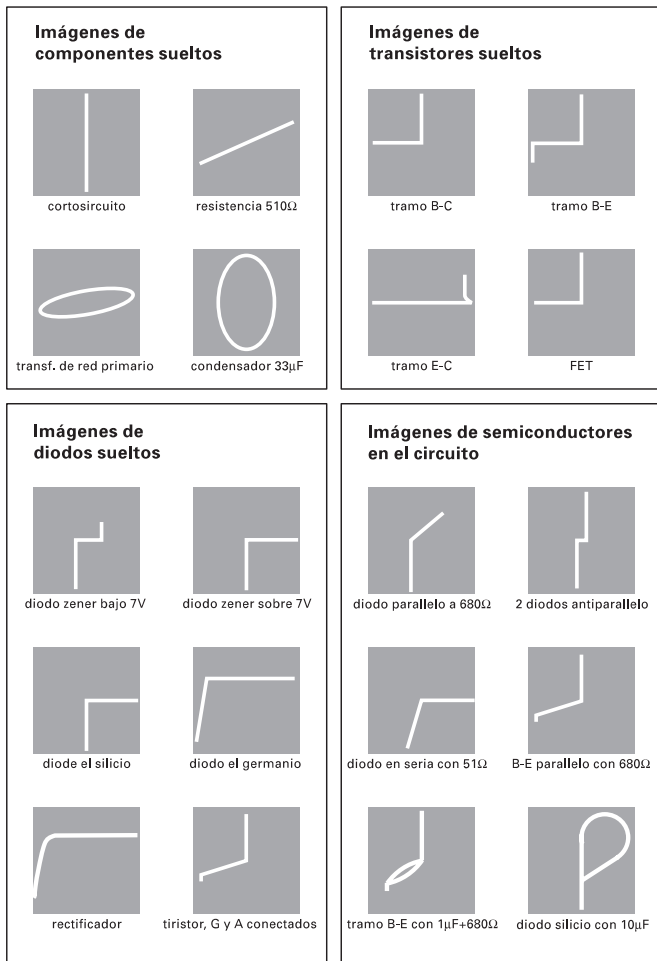 Imágenes de
componentes sueltos
cortosircuito
resistencia 510Ω
transf. de red primario
condensador 33µF
Imágenes de
transistores sueltos
tramo B-C
tramo B-E
tramo E-C
FET
Imágenes de
diodos sueltos
diodo zener bajo 7V
diodo zener sobre 7V
diode el silicio
diodo el germanio
rectificador
tiristor, G y A conectados
Imágenes de semiconductores
en el circuito
diodo parallelo a 680Ω
2 diodos antiparallelo
diodo en seria con 51Ω
B-E parallelo con 680Ω
tramo B-E con 1µF+680Ω
diodo silicio con 10µF